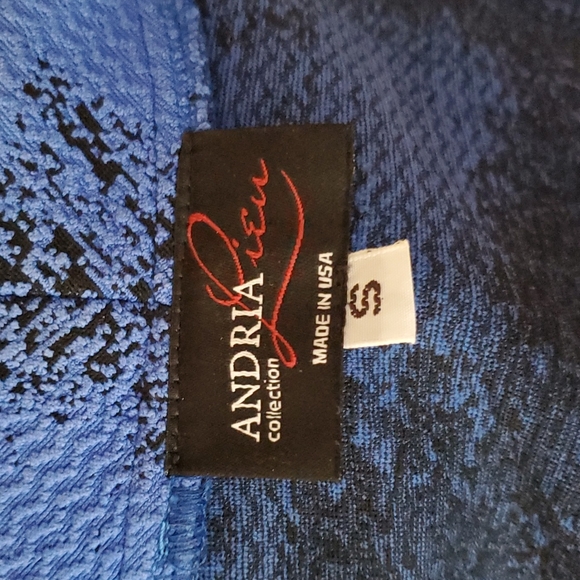 ANDRIA Lieu
collection
MADE IN USA
S